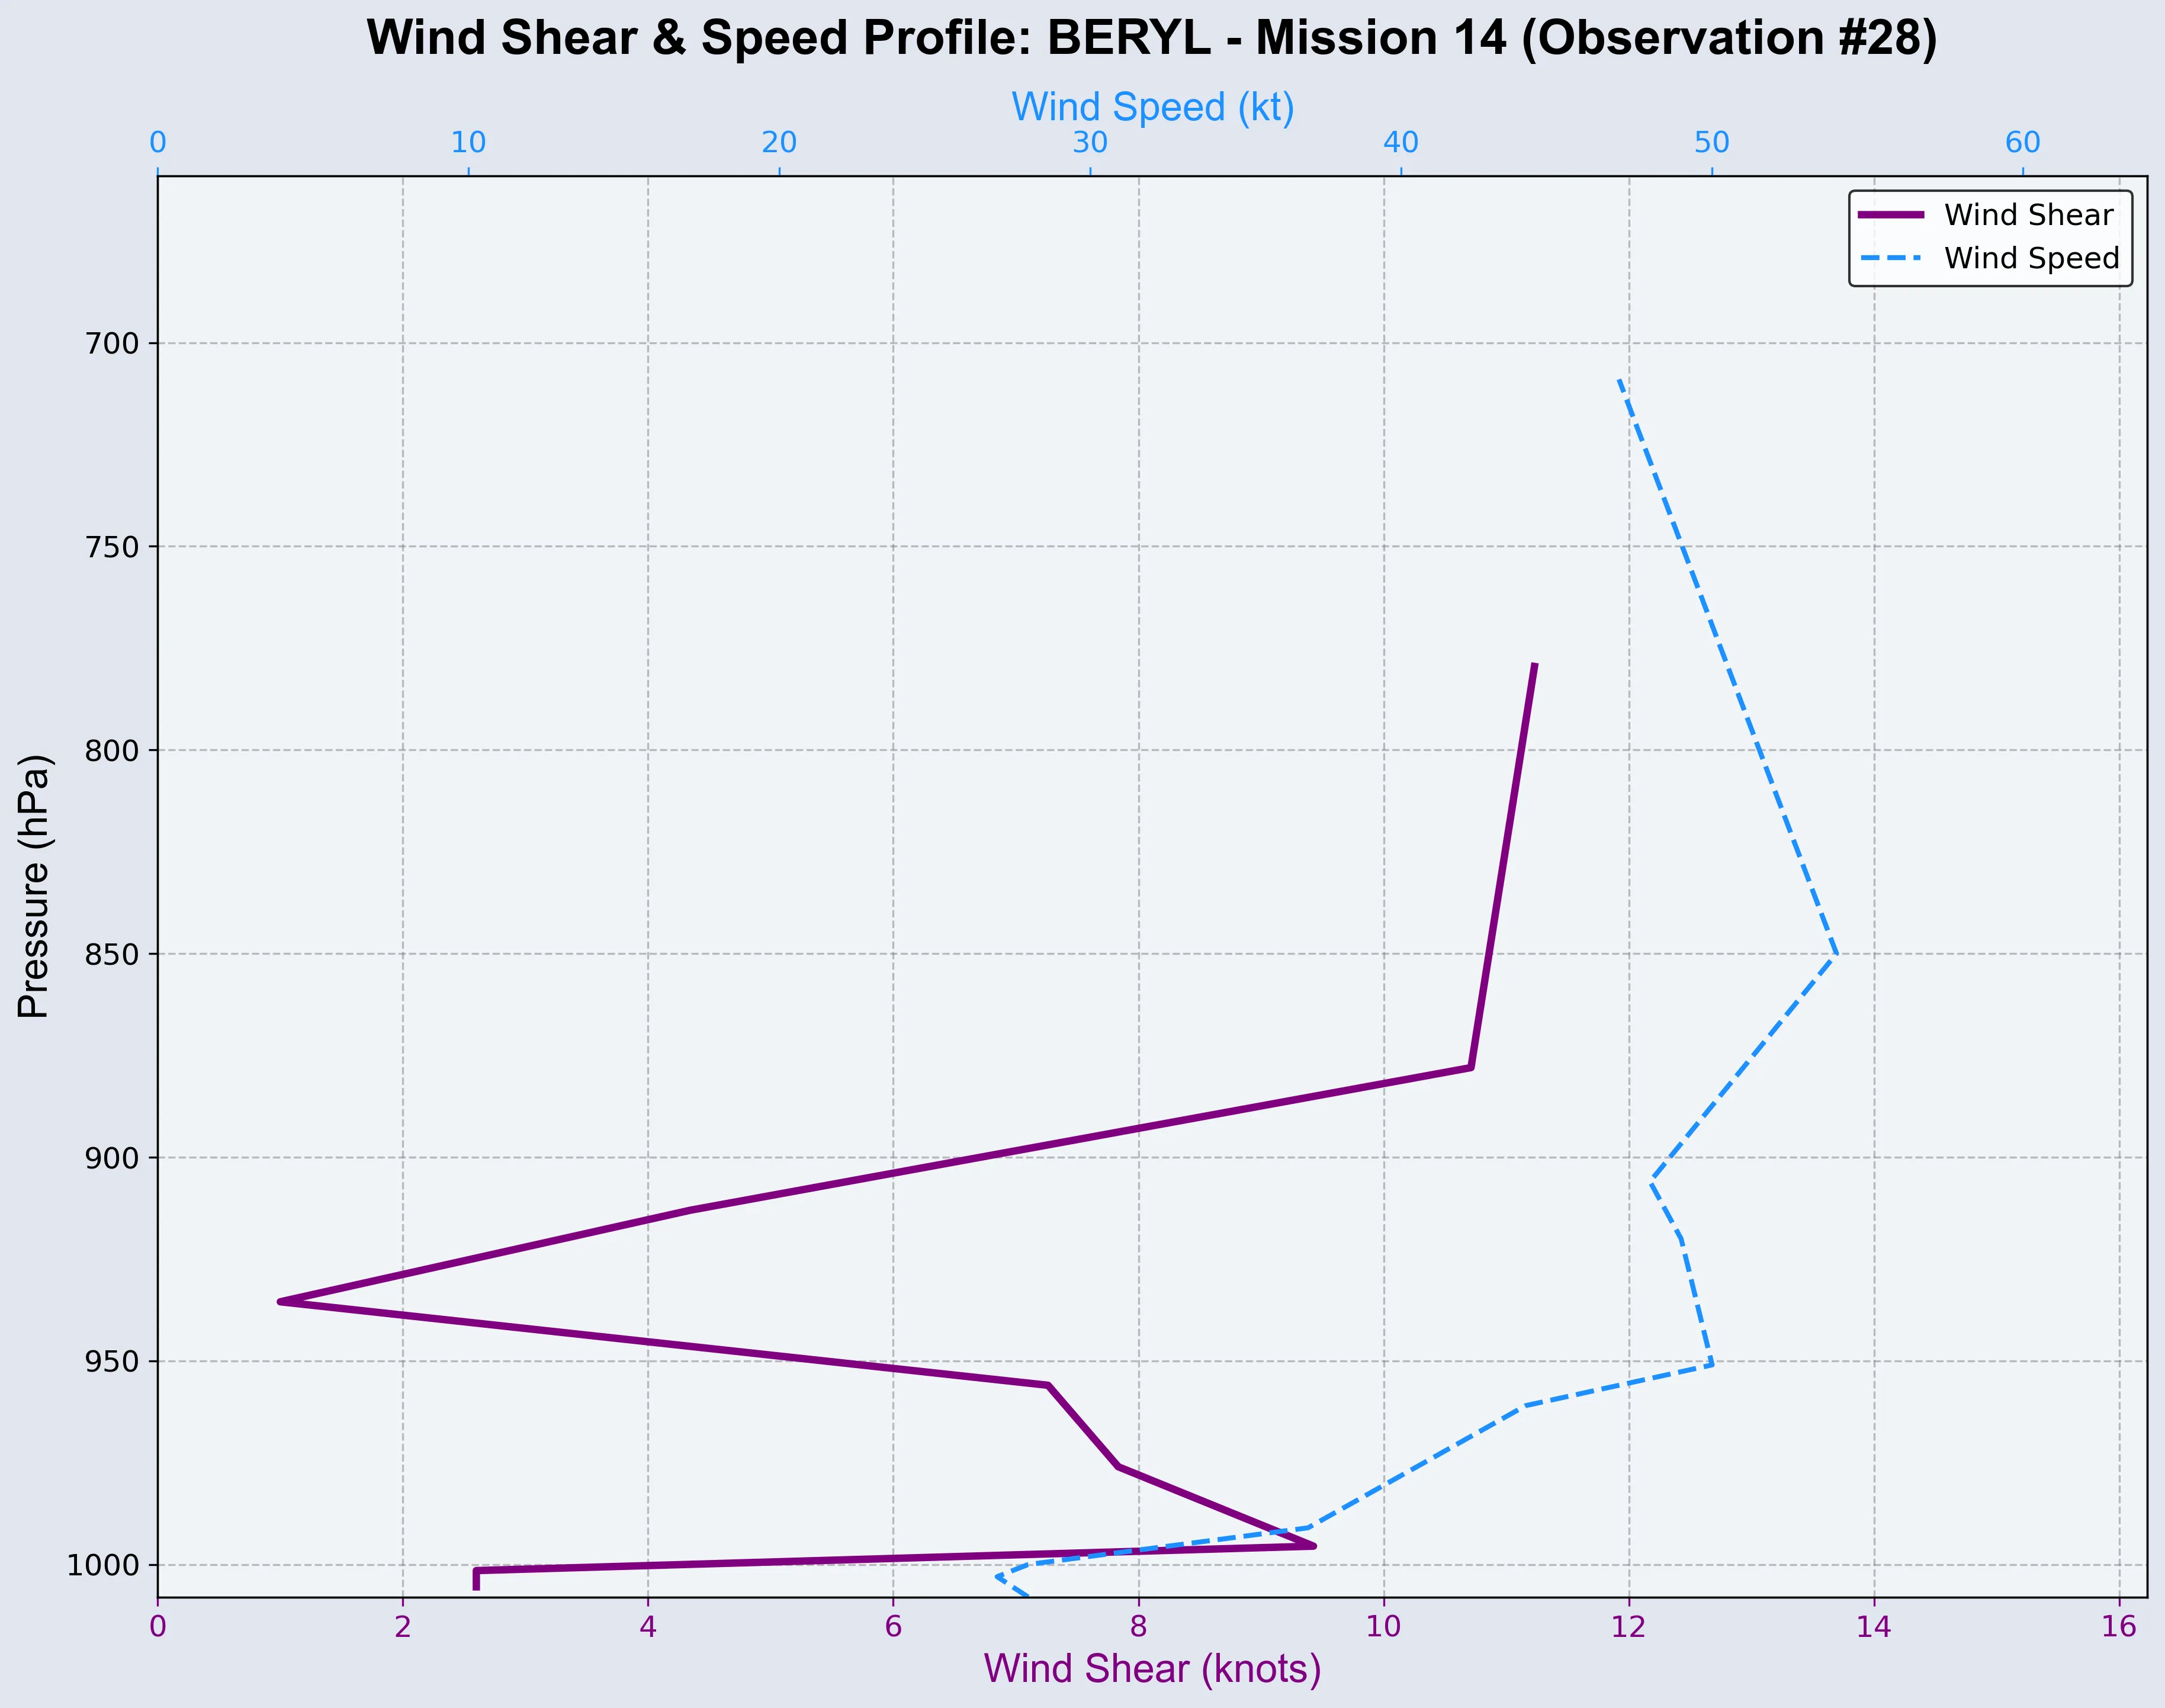 Wind Shear & Speed Profile: BERYL - Mission 14 (Observation #28)
Wind Speed (kt)
0 10 20 30 40 50 60
Wind Shear
Wind Speed
700
750
800
850
900
950
1000
Pressure (hPa)
0 2 4 6 8 10 12 14 16
Wind Shear (knots)